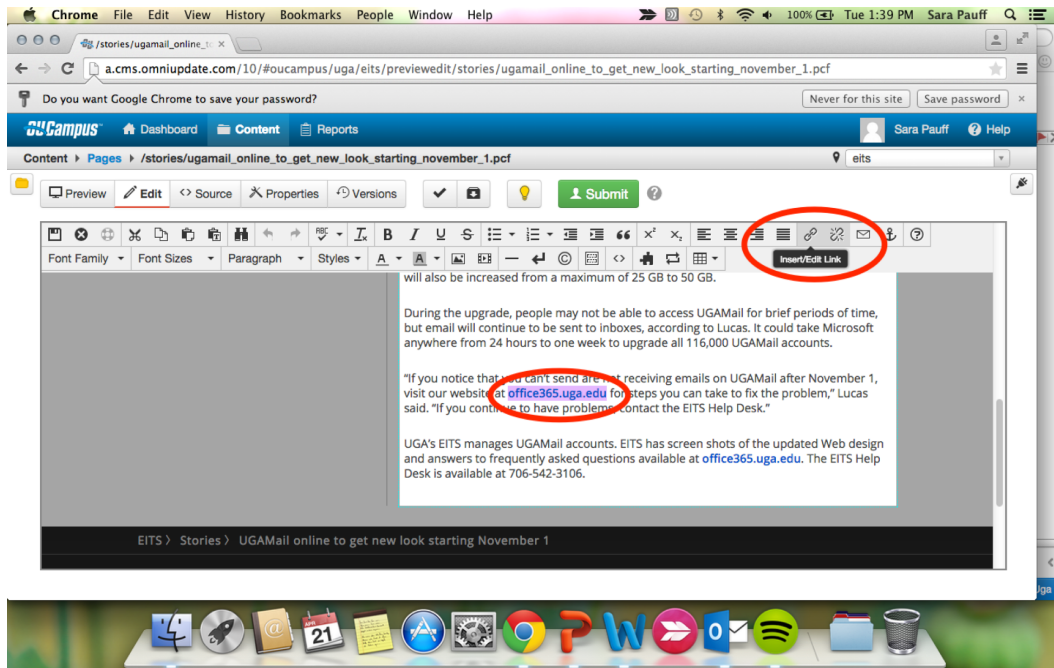 Chrome File Edit View History Bookmarks People Window Help 100% Tue 1:39 PM Sara Pauff
/stories/ugamail_online_to
a.cms.omniupdate.com/10/#oucampus/uga/eits/previewedit/stories/ugamail_online_to_get_new_look_starting_november_1.pcf
Do you want Google Chrome to save your password? Never for this site Save password
OU Campus Dashboard Content Reports Sara Pauff Help
Content Pages /stories/ugamail_online_to_get_new_look_starting_november_1.pcf eits
Preview Edit Source Properties Versions Submit
Font Family Font Sizes Paragraph Styles A A
Insert/Edit Link
will also be increased from a maximum of 25 GB to 50 GB.
During the upgrade, people may not be able to access UGAMail for brief periods of time,
but email will continue to be sent to inboxes, according to Lucas. It could take Microsoft
anywhere from 24 hours to one week to upgrade all 116,000 UGAMail accounts.
“If you notice that you can't send are not receiving emails on UGAMail after November 1,
visit our website at office365.uga.edu for steps you can take to fix the problem,” Lucas
said. “If you continue to have problems, contact the EITS Help Desk.”
UGA's EITS manages UGAMail accounts. EITS has screen shots of the updated Web design
and answers to frequently asked questions available at office365.uga.edu. The EITS Help
Desk is available at 706-542-3106.
EITS 〉 Stories 〉 UGAMail online to get new look starting November 1
Uga
21